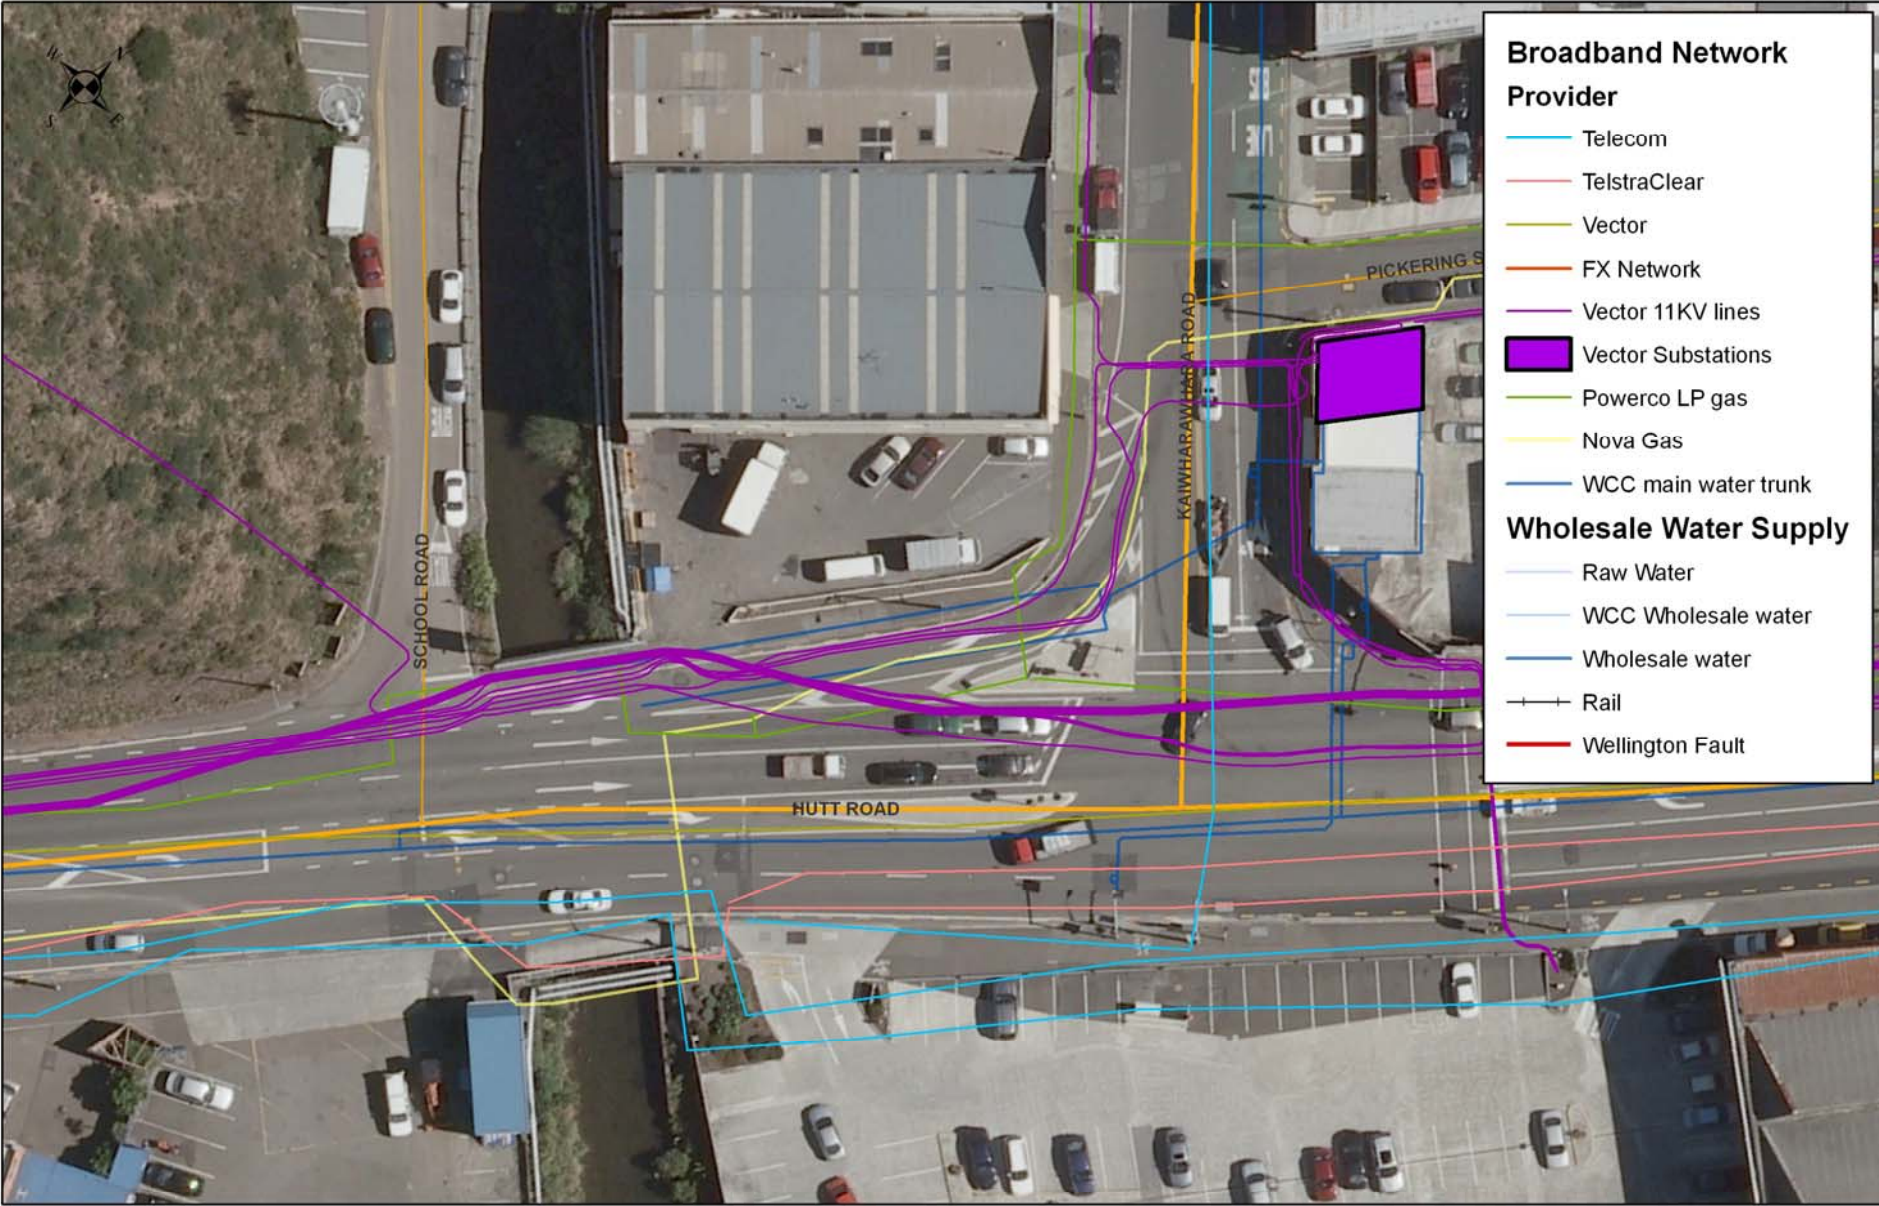 W
N
S
E
Broadband Network
Provider
Telecom
TelstraClear
Vector
FX Network
Vector 11KV lines
Vector Substations
Powerco LP gas
Nova Gas
WCC main water trunk
Wholesale Water Supply
Raw Water
WCC Wholesale water
Wholesale water
Rail
Wellington Fault
PICKERING S
KAIWHARAWHARA ROAD
SCHOOL ROAD
HUTT ROAD